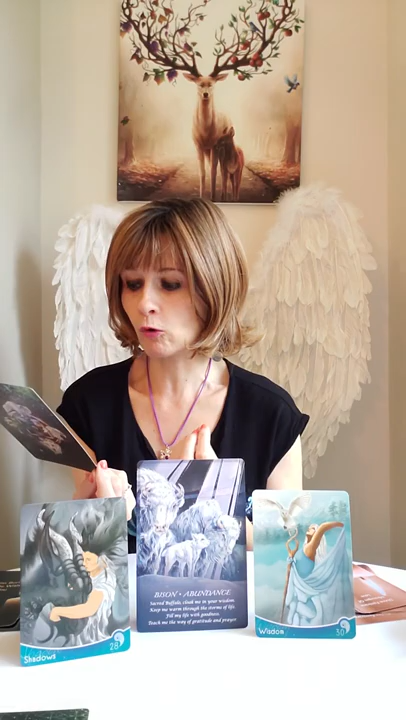 BISON • ABUNDANCE
Sacred Buffalo, cloak me in your wisdom.
Keep me warm through the storms of life.
Fill my life with goodness.
Teach me the way of gratitude and prayer.
Shadows
28
Wisdom
30